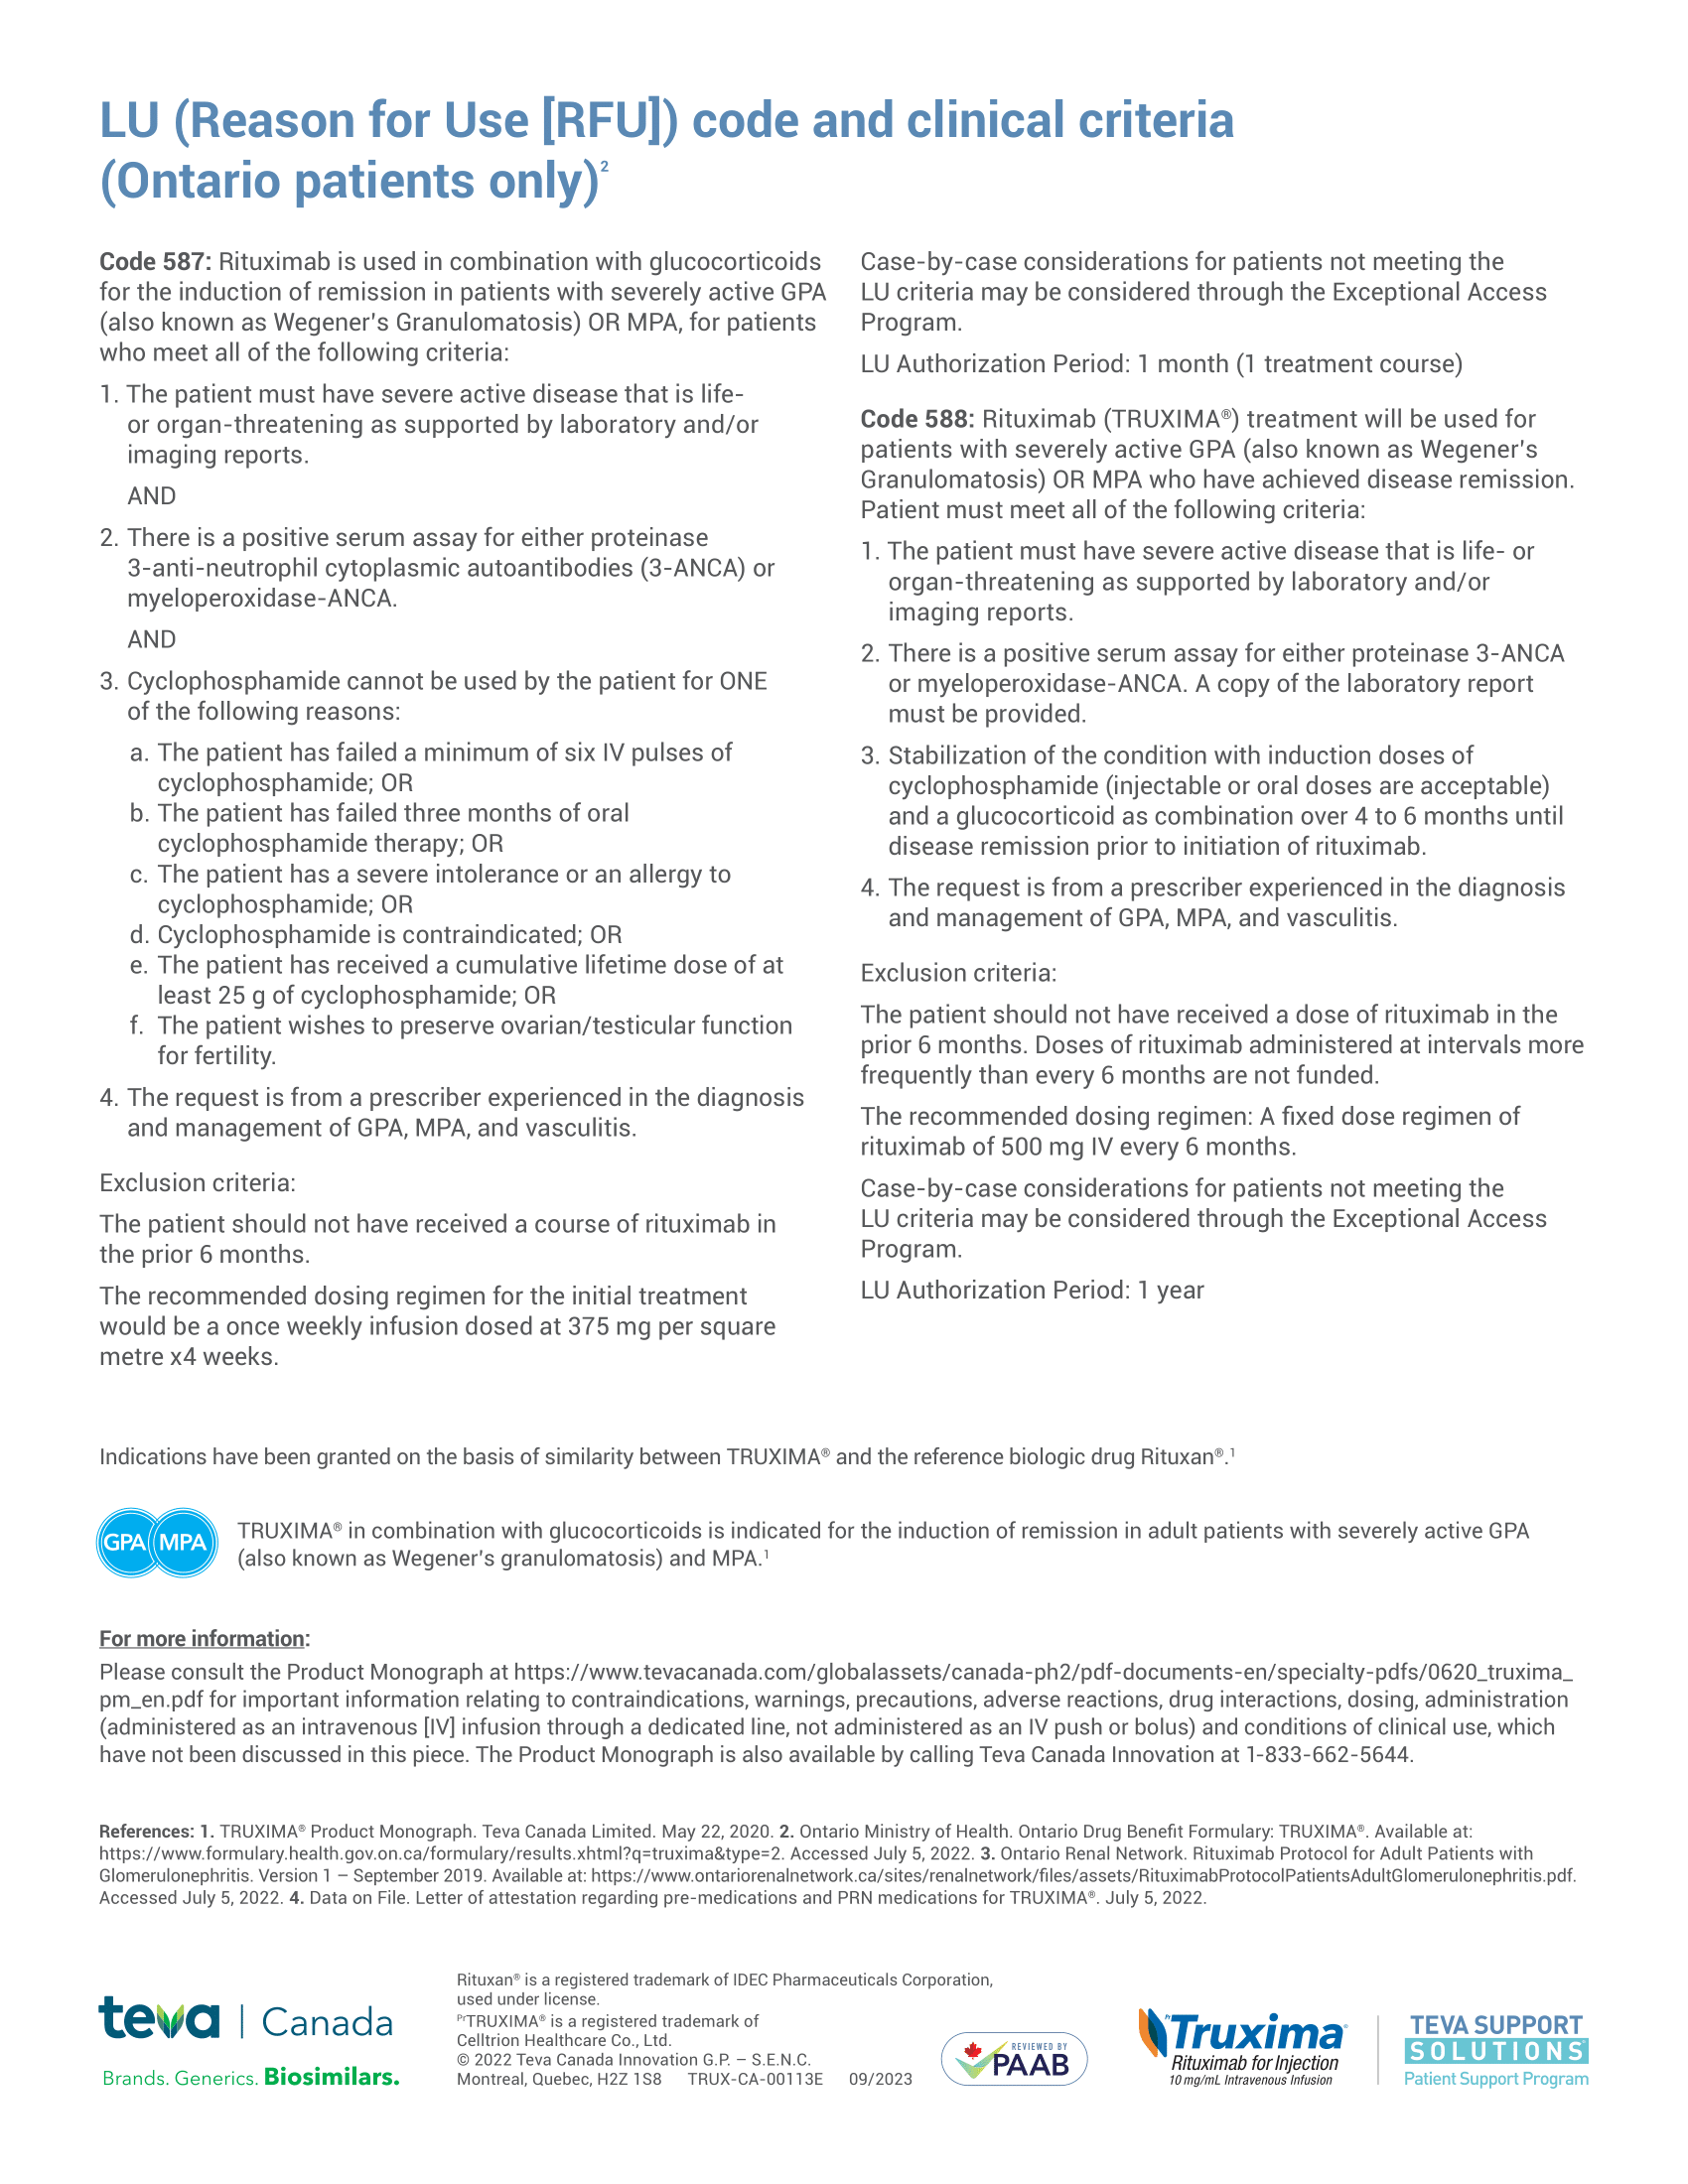 LU (Reason for Use [RFU]) code and clinical criteria
(Ontario patients only)²
Code 587: Rituximab is used in combination with glucocorticoids
for the induction of remission in patients with severely active GPA
(also known as Wegener's Granulomatosis) OR MPA, for patients
who meet all of the following criteria:
1. The patient must have severe active disease that is life-
or organ-threatening as supported by laboratory and/or
imaging reports.
AND
2. There is a positive serum assay for either proteinase
3-anti-neutrophil cytoplasmic autoantibodies (3-ANCA) or
myeloperoxidase-ANCA.
AND
3. Cyclophosphamide cannot be used by the patient for ONE
of the following reasons:
a. The patient has failed a minimum of six IV pulses of
cyclophosphamide; OR
b. The patient has failed three months of oral
cyclophosphamide therapy; OR
c. The patient has a severe intolerance or an allergy to
cyclophosphamide; OR
d. Cyclophosphamide is contraindicated; OR
e. The patient has received a cumulative lifetime dose of at
least 25 g of cyclophosphamide; OR
f. The patient wishes to preserve ovarian/testicular function
for fertility.
4. The request is from a prescriber experienced in the diagnosis
and management of GPA, MPA, and vasculitis.
Exclusion criteria:
The patient should not have received a course of rituximab in
the prior 6 months.
The recommended dosing regimen for the initial treatment
would be a once weekly infusion dosed at 375 mg per square
metre x4 weeks.
Case-by-case considerations for patients not meeting the
LU criteria may be considered through the Exceptional Access
Program.
LU Authorization Period: 1 month (1 treatment course)
Code 588: Rituximab (TRUXIMA®) treatment will be used for
patients with severely active GPA (also known as Wegener's
Granulomatosis) OR MPA who have achieved disease remission.
Patient must meet all of the following criteria:
1. The patient must have severe active disease that is life- or
organ-threatening as supported by laboratory and/or
imaging reports.
2. There is a positive serum assay for either proteinase 3-ANCA
or myeloperoxidase-ANCA. A copy of the laboratory report
must be provided.
3. Stabilization of the condition with induction doses of
cyclophosphamide (injectable or oral doses are acceptable)
and a glucocorticoid as combination over 4 to 6 months until
disease remission prior to initiation of rituximab.
4. The request is from a prescriber experienced in the diagnosis
and management of GPA, MPA, and vasculitis.
Exclusion criteria:
The patient should not have received a dose of rituximab in the
prior 6 months. Doses of rituximab administered at intervals more
frequently than every 6 months are not funded.
The recommended dosing regimen: A fixed dose regimen of
rituximab of 500 mg IV every 6 months.
Case-by-case considerations for patients not meeting the
LU criteria may be considered through the Exceptional Access
Program.
LU Authorization Period: 1 year
Indications have been granted on the basis of similarity between TRUXIMA® and the reference biologic drug Rituxan®.¹
GPA MPA
TRUXIMA® in combination with glucocorticoids is indicated for the induction of remission in adult patients with severely active GPA
(also known as Wegener's granulomatosis) and MPA.¹
For more information:
Please consult the Product Monograph at https://www.tevacanada.com/globalassets/canada-ph2/pdf-documents-en/specialty-pdfs/0620_truxima_
pm_en.pdf for important information relating to contraindications, warnings, precautions, adverse reactions, drug interactions, dosing, administration
(administered as an intravenous [IV] infusion through a dedicated line, not administered as an IV push or bolus) and conditions of clinical use, which
have not been discussed in this piece. The Product Monograph is also available by calling Teva Canada Innovation at 1-833-662-5644.
References: 1. TRUXIMA® Product Monograph. Teva Canada Limited. May 22, 2020. 2. Ontario Ministry of Health. Ontario Drug Benefit Formulary: TRUXIMA®. Available at:
https://www.formulary.health.gov.on.ca/formulary/results.xhtml?q=truxima&type=2. Accessed July 5, 2022. 3. Ontario Renal Network. Rituximab Protocol for Adult Patients with
Glomerulonephritis. Version 1 – September 2019. Available at: https://www.ontariorenalnetwork.ca/sites/renalnetwork/files/assets/RituximabProtocolPatientsAdultGlomerulonephritis.pdf.
Accessed July 5, 2022. 4. Data on File. Letter of attestation regarding pre-medications and PRN medications for TRUXIMA®. July 5, 2022.
teva | Canada
Brands. Generics. Biosimilars.
Rituxan® is a registered trademark of IDEC Pharmaceuticals Corporation,
used under license.
PrTRUXIMA® is a registered trademark of
Celltrion Healthcare Co., Ltd.
© 2022 Teva Canada Innovation G.P. – S.E.N.C.
Montreal, Quebec, H2Z 1S8 TRUX-CA-00113E 09/2023
REVIEWED BY
PAAB
PrTruxima®
Rituximab for Injection
10 mg/mL Intravenous Infusion
TEVA SUPPORT
SOLUTIONS
Patient Support Program